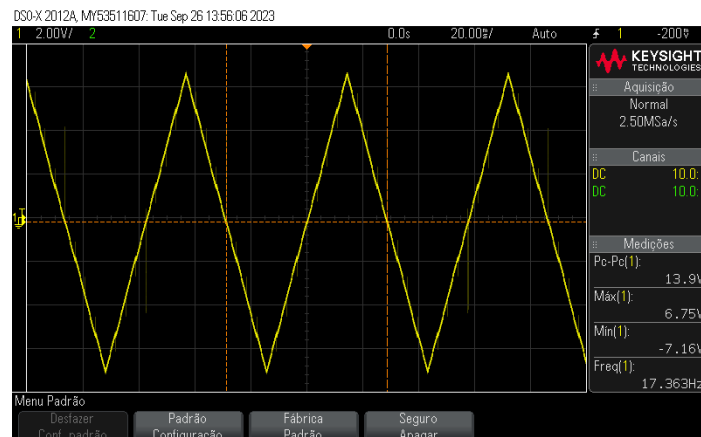 DSO-X 2012A, MY53511607: Tue Sep 26 13:56:06 2023
1 2.00V/ 2 0.0s 20.00ms/ Auto 1 -200mV
KEYSIGHT
TECHNOLOGIES
Aquisição
Normal
2.50MSa/s
Canais
DC 10.0:
DC 10.0:
Medições
Pc-Pc(1):
13.9V
Máx(1):
6.75V
Mín(1):
-7.16V
Freq(1):
17.363Hz
1
Menu Padrão
Desfazer Padrão Fábrica Seguro
Conf. padrão Configuração Padrão Apagar